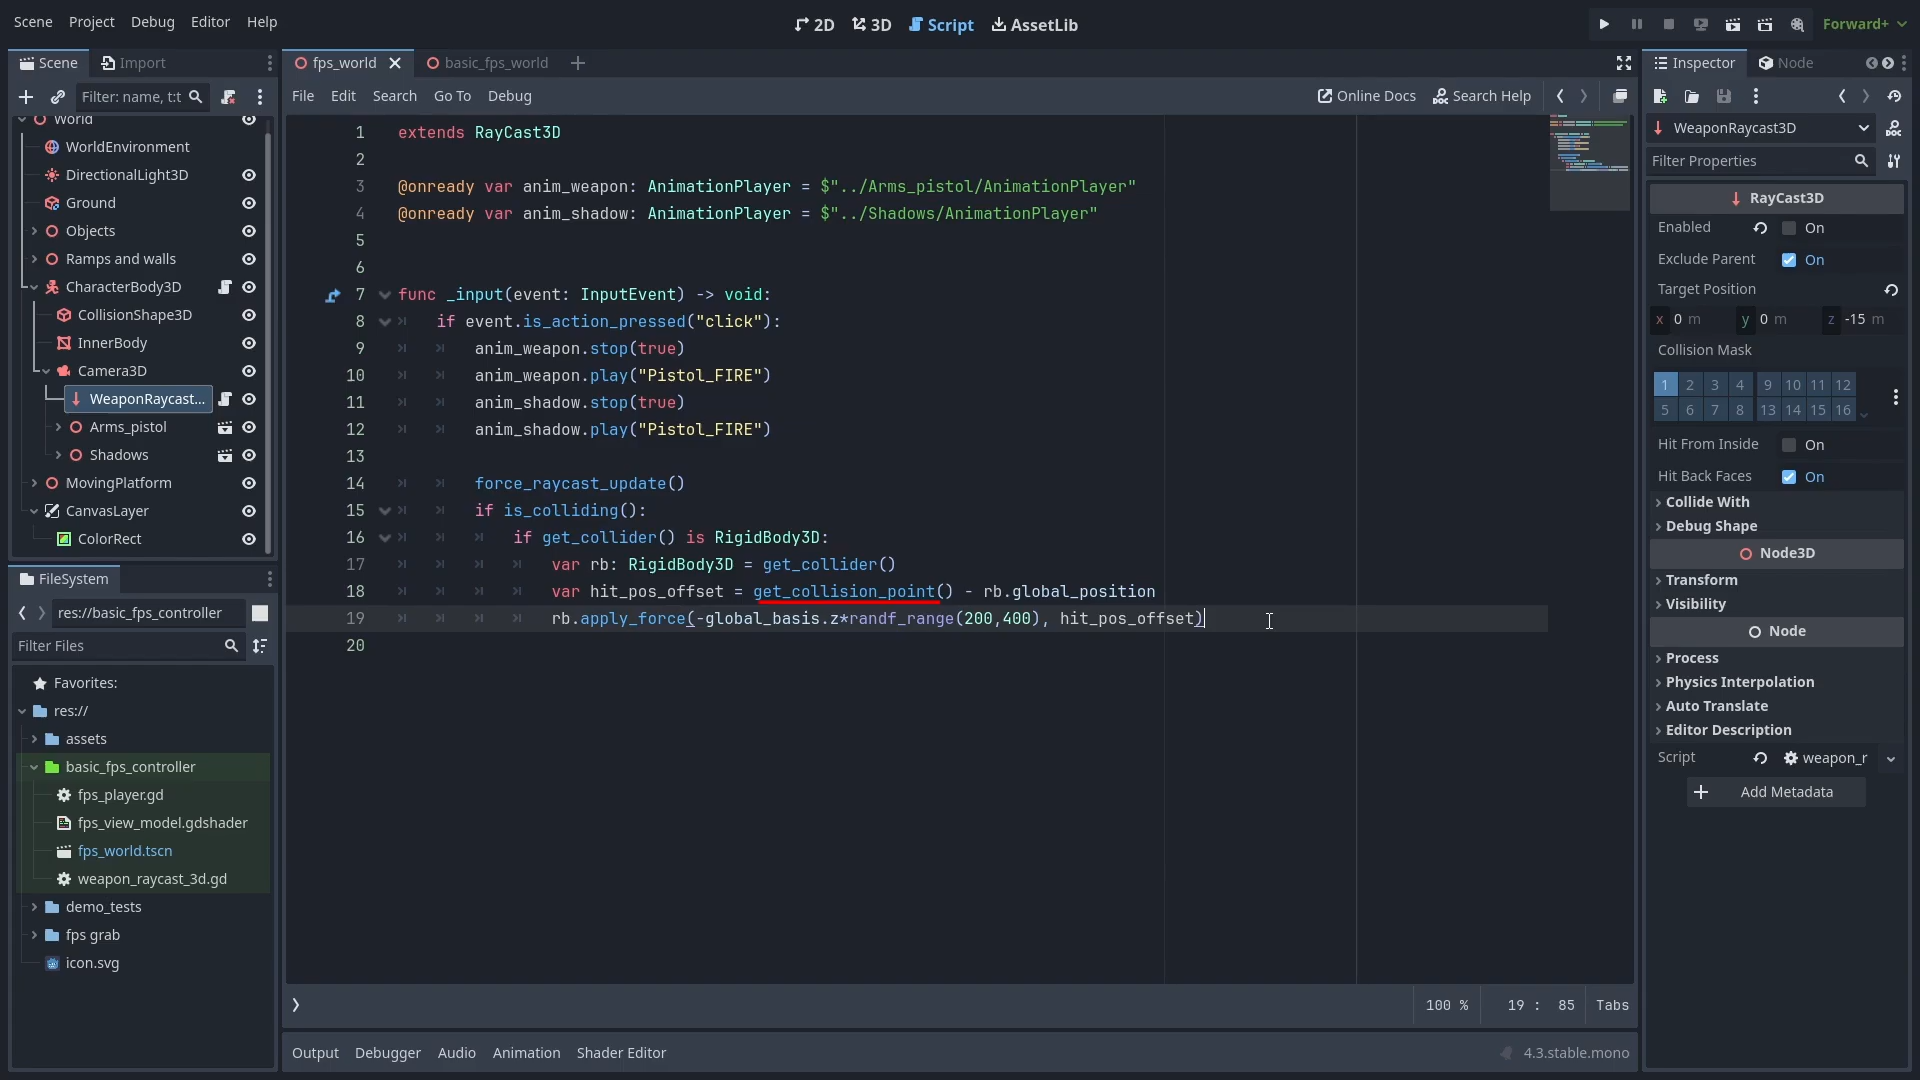 Scene Project Debug Editor Help
2D 3D Script AssetLib
Forward+
Scene Import
Filter: name, t:t
World
WorldEnvironment
DirectionalLight3D
Ground
Objects
Ramps and walls
CharacterBody3D
CollisionShape3D
InnerBody
Camera3D
WeaponRaycast...
Arms_pistol
Shadows
MovingPlatform
CanvasLayer
ColorRect
FileSystem
res://basic_fps_controller
Filter Files
Favorites:
res://
assets
basic_fps_controller
fps_player.gd
fps_view_model.gdshader
fps_world.tscn
weapon_raycast_3d.gd
demo_tests
fps grab
icon.svg
fps_world basic_fps_world
File Edit Search Go To Debug
Online Docs Search Help
1 extends RayCast3D
2
3 @onready var anim_weapon: AnimationPlayer = $"../Arms_pistol/AnimationPlayer"
4 @onready var anim_shadow: AnimationPlayer = $"../Shadows/AnimationPlayer"
5
6
7 func _input(event: InputEvent) -> void:
8 if event.is_action_pressed("click"):
9 anim_weapon.stop(true)
10 anim_weapon.play("Pistol_FIRE")
11 anim_shadow.stop(true)
12 anim_shadow.play("Pistol_FIRE")
13
14 force_raycast_update()
15 if is_colliding():
16 if get_collider() is RigidBody3D:
17 var rb: RigidBody3D = get_collider()
18 var hit_pos_offset = get_collision_point() - rb.global_position
19 rb.apply_force(-global_basis.z*randf_range(200,400), hit_pos_offset)
20
100 % 19 : 85 Tabs
Output Debugger Audio Animation Shader Editor
4.3.stable.mono
Inspector Node
WeaponRaycast3D
Filter Properties
RayCast3D
Enabled On
Exclude Parent On
Target Position
x 0 m y 0 m z -15 m
Collision Mask
1 2 3 4 9 10 11 12
5 6 7 8 13 14 15 16
Hit From Inside On
Hit Back Faces On
Collide With
Debug Shape
Node3D
Transform
Visibility
Node
Process
Physics Interpolation
Auto Translate
Editor Description
Script weapon_r
Add Metadata